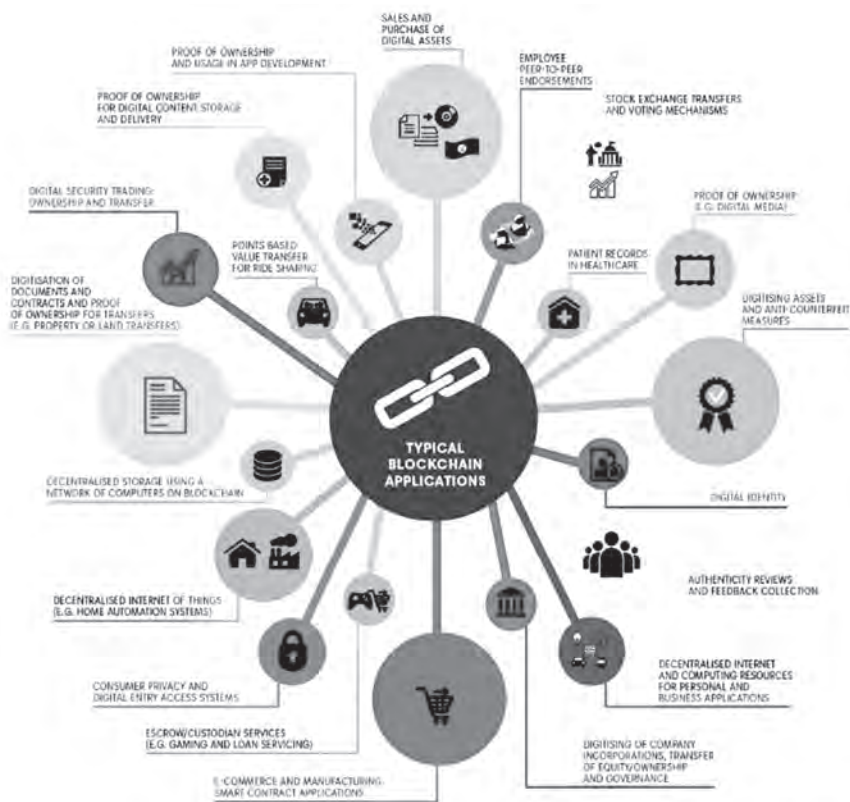 SALES AND
PURCHASE OF
DIGITAL ASSETS
PROOF OF OWNERSHIP
AND USAGE IN APP DEVELOPMENT
EMPLOYEE
PEER-TO-PEER
ENDORSEMENTS
PROOF OF OWNERSHIP
FOR DIGITAL CONTENT STORAGE
AND DELIVERY
STOCK EXCHANGE TRANSFERS
AND VOTING MECHANISMS
DIGITAL SECURITY TRADING:
OWNERSHIP AND TRANSFER
PROOF OF OWNERSHIP
(E.G. DIGITAL MEDIA)
POINTS BASED
VALUE TRANSFER
FOR RIDE SHARING
PATIENT RECORDS
IN HEALTHCARE
DIGITISATION OF
DOCUMENTS AND
CONTRACTS AND PROOF
OF OWNERSHIP FOR TRANSFERS
(E.G. PROPERTY OR LAND TRANSFERS)
DIGITISING ASSETS
AND ANTI-COUNTERFEIT
MEASURES
TYPICAL
BLOCKCHAIN
APPLICATIONS
DECENTRALISED STORAGE USING A
NETWORK OF COMPUTERS ON BLOCKCHAIN
DIGITAL IDENTITY
AUTHENTICITY REVIEWS
AND FEEDBACK COLLECTION
DECENTRALISED INTERNET OF THINGS
(E.G. HOME AUTOMATION SYSTEMS)
CONSUMER PRIVACY AND
DIGITAL ENTRY ACCESS SYSTEMS
DECENTRALISED INTERNET
AND COMPUTING RESOURCES
FOR PERSONAL AND
BUSINESS APPLICATIONS
ESCROW/CUSTODIAN SERVICES
(E.G. GAMING AND LOAN SERVICING)
DIGITISING OF COMPANY
INCORPORATIONS, TRANSFER
OF EQUITY/OWNERSHIP
AND GOVERNANCE
E-COMMERCE AND MANUFACTURING
SMART CONTRACT APPLICATIONS